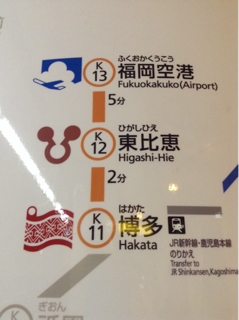 ふくおかくうこう
K
13
福岡空港
Fukuokakuko(Airport)
5分
ひがしひえ
K
12
東比恵
Higashi-Hie
2分
はかた
K
11
博多
Hakata
JR新幹線・鹿児島本線
のりかえ
Transfer to
JR Shinkansen,Kagoshima
ぎおん
K
祇園